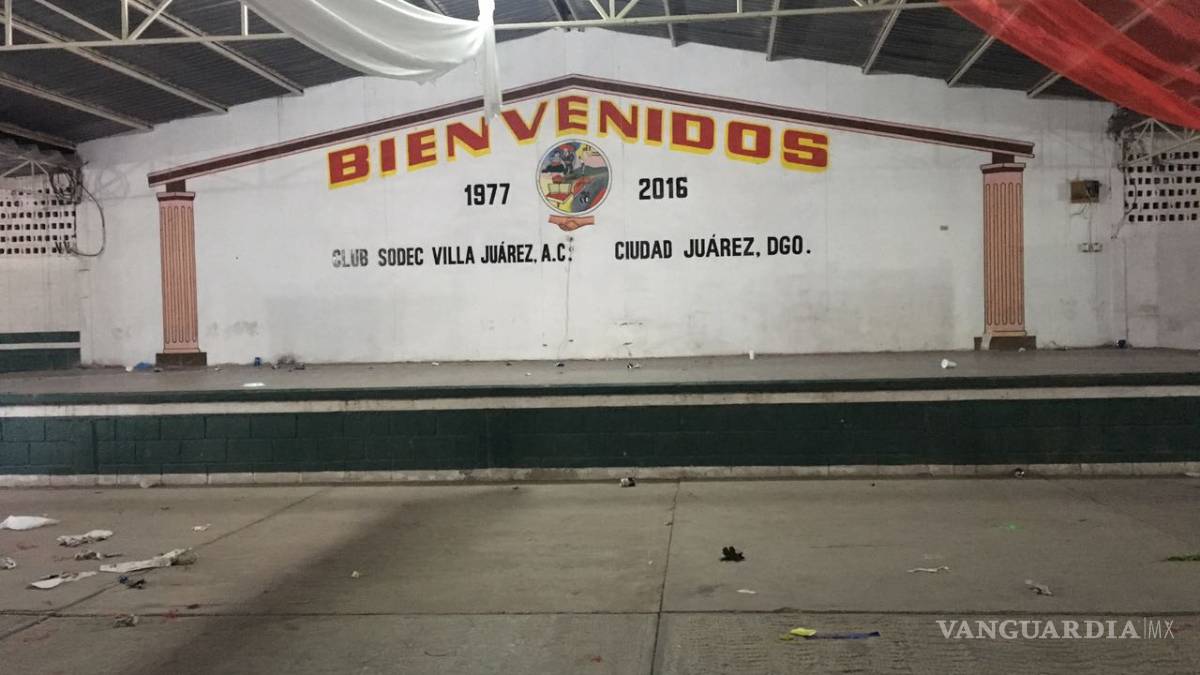 BIENVENIDOS
1977 2016
CLUB SODEC VILLA JUÁREZ, A.C. CIUDAD JUÁREZ, DGO.
VANGUARDIA|MX